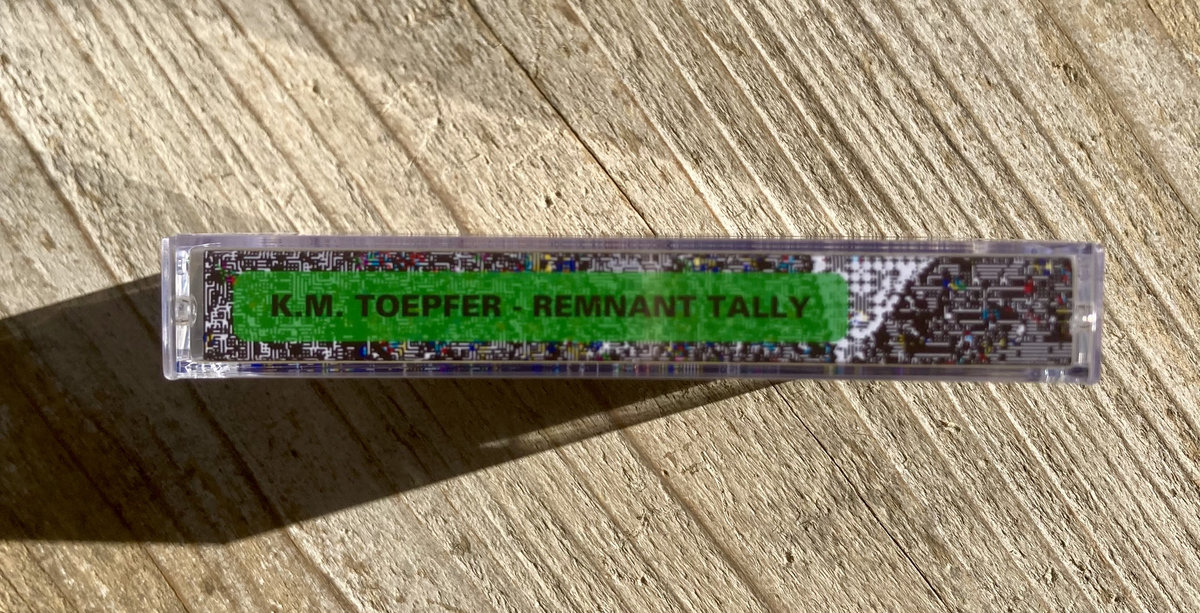 K.M. TOEPFER - REMNANT TALLY